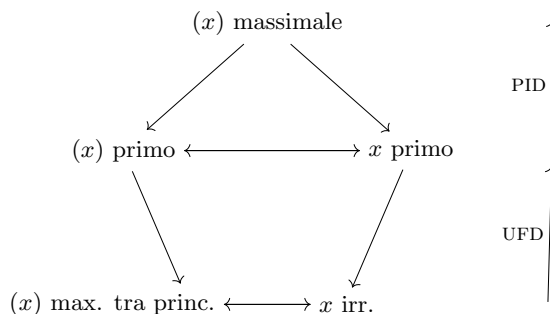 (x) massimale
PID
(x) primo
x primo
UFD
(x) max. tra princ.
x irr.